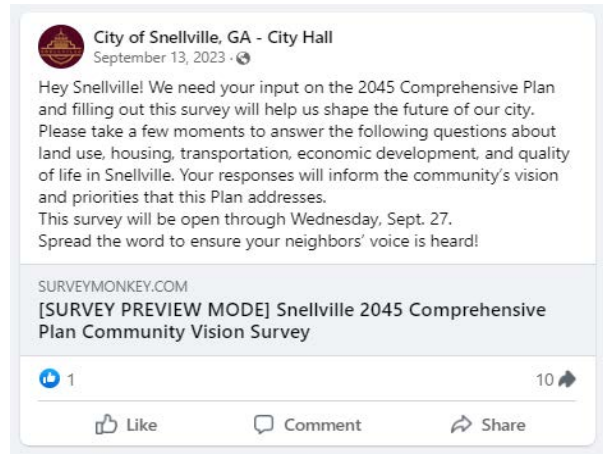 City of Snellville, GA - City Hall
September 13, 2023 ·
Hey Snellville! We need your input on the 2045 Comprehensive Plan
and filling out this survey will help us shape the future of our city.
Please take a few moments to answer the following questions about
land use, housing, transportation, economic development, and quality
of life in Snellville. Your responses will inform the community's vision
and priorities that this Plan addresses.
This survey will be open through Wednesday, Sept. 27.
Spread the word to ensure your neighbors' voice is heard!
SURVEYMONKEY.COM
[SURVEY PREVIEW MODE] Snellville 2045 Comprehensive
Plan Community Vision Survey
1 10
Like Comment Share